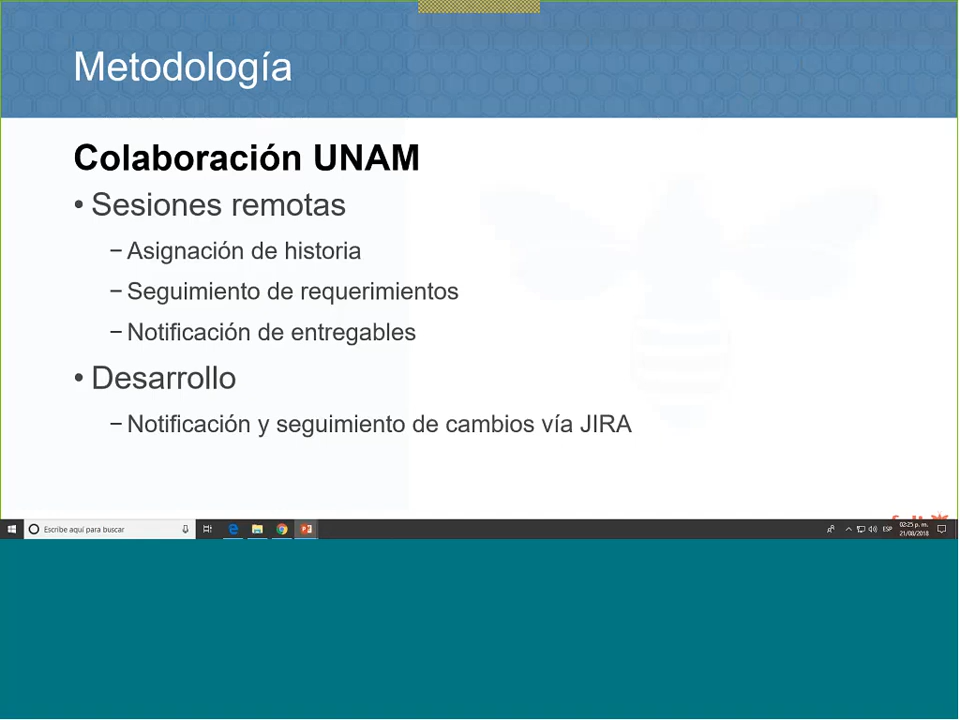 Metodología
Colaboración UNAM
• Sesiones remotas
− Asignación de historia
− Seguimiento de requerimientos
− Notificación de entregables
• Desarrollo
− Notificación y seguimiento de cambios vía JIRA
Escribe aquí para buscar
ESP
02:25 p. m.
21/08/2018